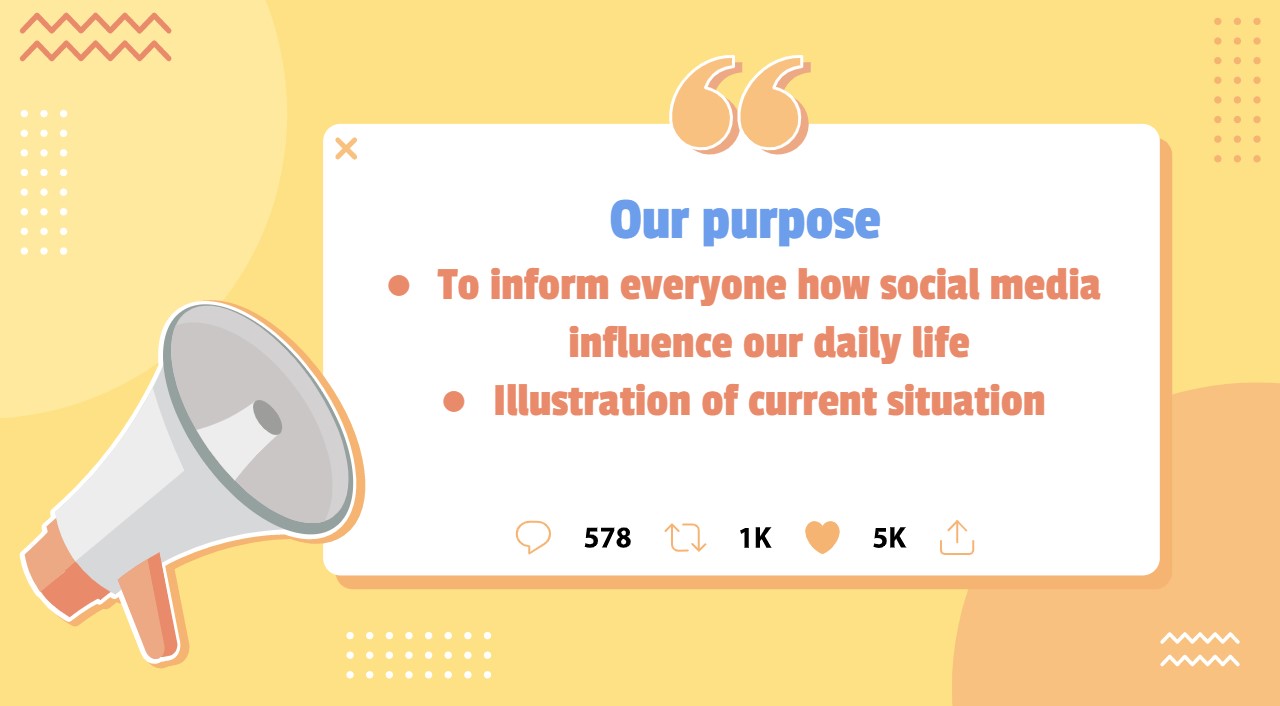 Our purpose
● To inform everyone how social media
influence our daily life
● Illustration of current situation
578 1K 5K